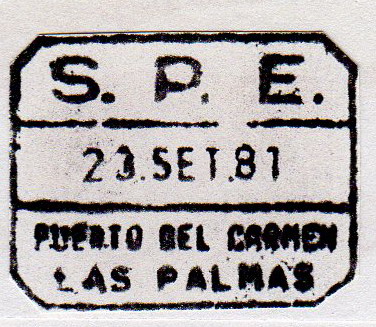 S. P. E.
23.SET.81
PUERTO DEL CARMEN
LAS PALMAS